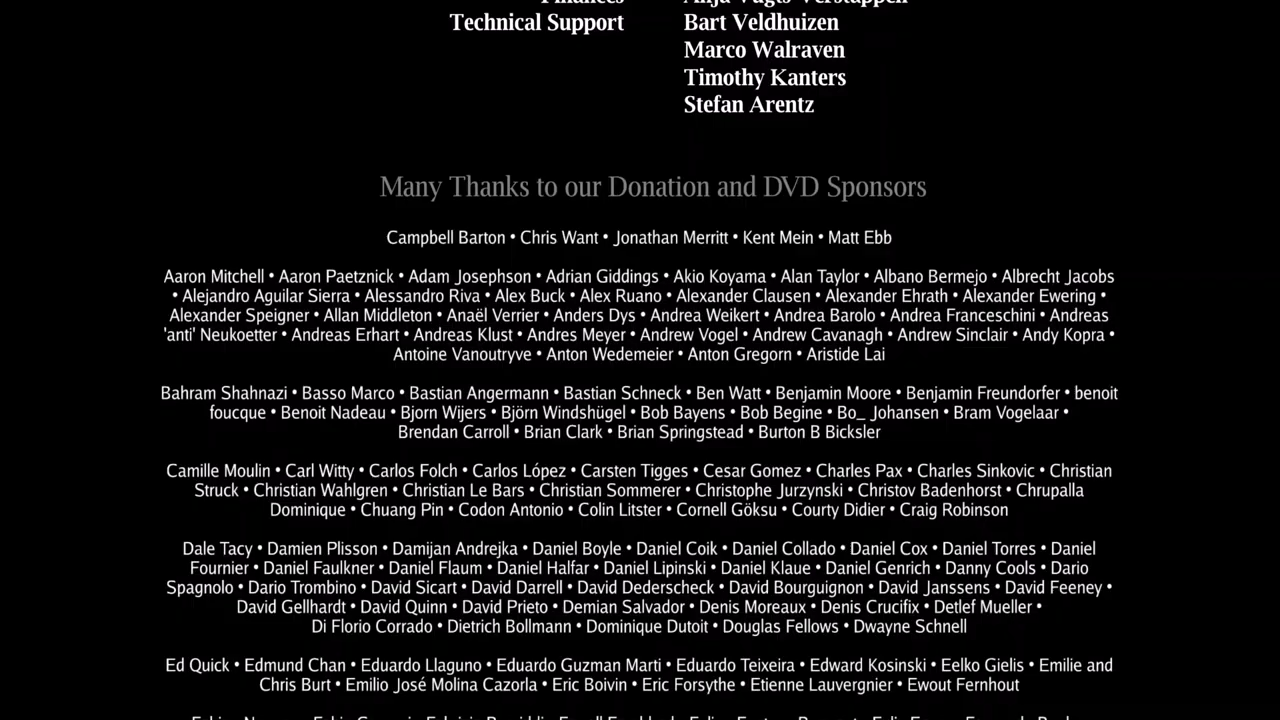 Technical Support
Bart Veldhuizen
Marco Walraven
Timothy Kanters
Stefan Arentz
Many Thanks to our Donation and DVD Sponsors
Campbell Barton • Chris Want • Jonathan Merritt • Kent Mein • Matt Ebb
Aaron Mitchell • Aaron Paetznick • Adam Josephson • Adrian Giddings • Akio Koyama • Alan Taylor • Albano Bermejo • Albrecht Jacobs
• Alejandro Aguilar Sierra • Alessandro Riva • Alex Buck • Alex Ruano • Alexander Clausen • Alexander Ehrath • Alexander Ewering •
Alexander Speigner • Allan Middleton • Anaël Verrier • Anders Dys • Andrea Weikert • Andrea Barolo • Andrea Franceschini • Andreas
'anti' Neukoetter • Andreas Erhart • Andreas Klust • Andres Meyer • Andrew Vogel • Andrew Cavanagh • Andrew Sinclair • Andy Kopra •
Antoine Vanoutryve • Anton Wedemeier • Anton Gregorn • Aristide Lai
Bahram Shahnazi • Basso Marco • Bastian Angermann • Bastian Schneck • Ben Watt • Benjamin Moore • Benjamin Freundorfer • benoit
foucque • Benoit Nadeau • Bjorn Wijers • Björn Windshügel • Bob Bayens • Bob Begine • Bo_ Johansen • Bram Vogelaar •
Brendan Carroll • Brian Clark • Brian Springstead • Burton B Bicksler
Camille Moulin • Carl Witty • Carlos Folch • Carlos López • Carsten Tigges • Cesar Gomez • Charles Pax • Charles Sinkovic • Christian
Struck • Christian Wahlgren • Christian Le Bars • Christian Sommerer • Christophe Jurzynski • Christov Badenhorst • Chrupalla
Dominique • Chuang Pin • Codon Antonio • Colin Litster • Cornell Göksu • Courty Didier • Craig Robinson
Dale Tacy • Damien Plisson • Damijan Andrejka • Daniel Boyle • Daniel Coik • Daniel Collado • Daniel Cox • Daniel Torres • Daniel
Fournier • Daniel Faulkner • Daniel Flaum • Daniel Halfar • Daniel Lipinski • Daniel Klaue • Daniel Genrich • Danny Cools • Dario
Spagnolo • Dario Trombino • David Sicart • David Darrell • David Dederscheck • David Bourguignon • David Janssens • David Feeney •
David Gellhardt • David Quinn • David Prieto • Demian Salvador • Denis Moreaux • Denis Crucifix • Detlef Mueller •
Di Florio Corrado • Dietrich Bollmann • Dominique Dutoit • Douglas Fellows • Dwayne Schnell
Ed Quick • Edmund Chan • Eduardo Llaguno • Eduardo Guzman Marti • Eduardo Teixeira • Edward Kosinski • Eelko Gielis • Emilie and
Chris Burt • Emilio José Molina Cazorla • Eric Boivin • Eric Forsythe • Etienne Lauvergnier • Ewout Fernhout